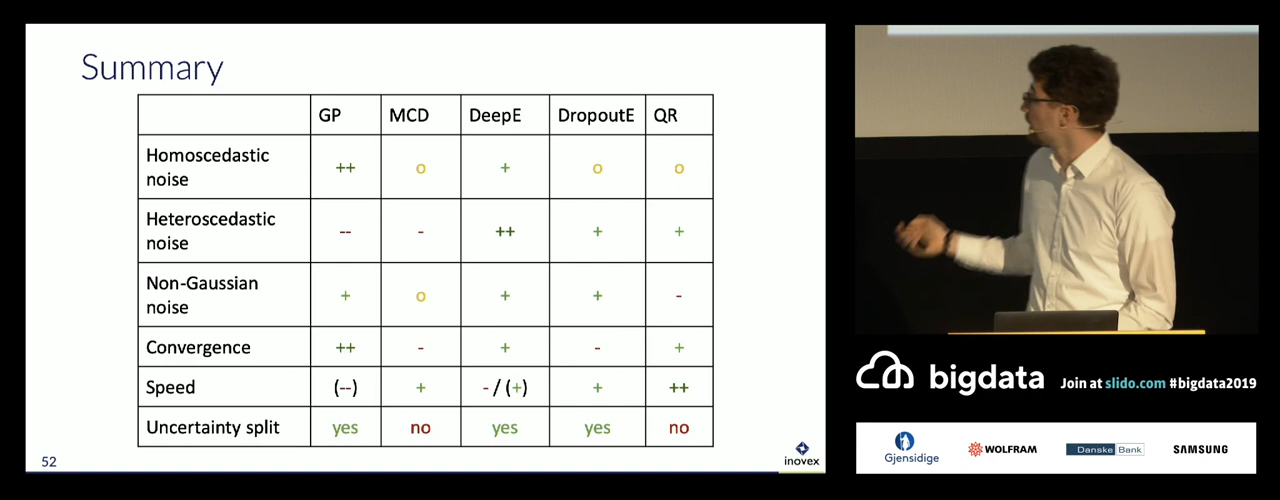 Summary
GP MCD DeepE DropoutE QR
Homoscedastic
noise
++ o + o o
Heteroscedastic
noise
-- - ++ + +
Non-Gaussian
noise
+ o + + -
Convergence ++ - + - +
Speed (--) + - / (+) + ++
Uncertainty split yes no yes yes no
52
inovex
bigdata
Join at slido.com #bigdata2019
Gjensidige
WOLFRAM
Danske Bank
SAMSUNG